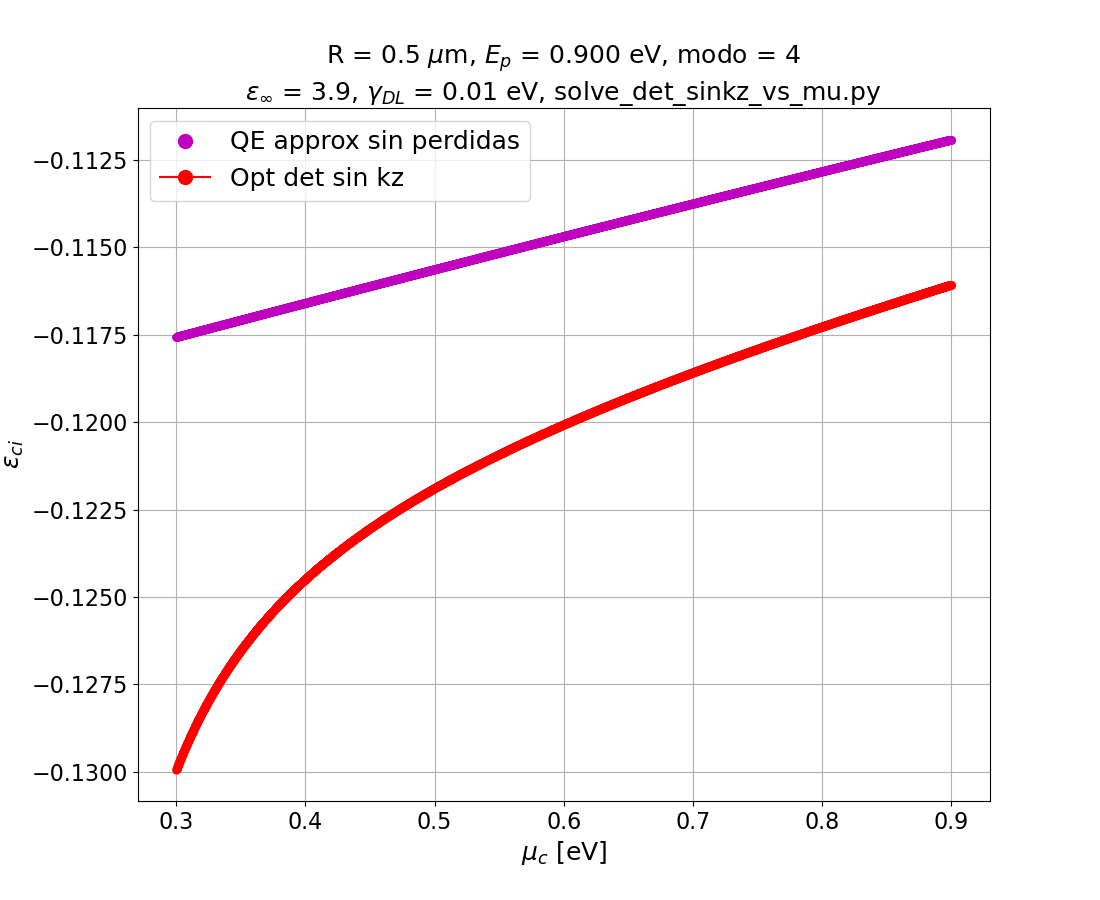 R = 0.5 μm, E_p = 0.900 eV, modo = 4
ε_∞ = 3.9, γ_DL = 0.01 eV, solve_det_sinkz_vs_mu.py
QE approx sin perdidas
Opt det sin kz
−0.1125
−0.1150
−0.1175
−0.1200
−0.1225
−0.1250
−0.1275
−0.1300
ε_ci
0.3 0.4 0.5 0.6 0.7 0.8 0.9
μ_c [eV]